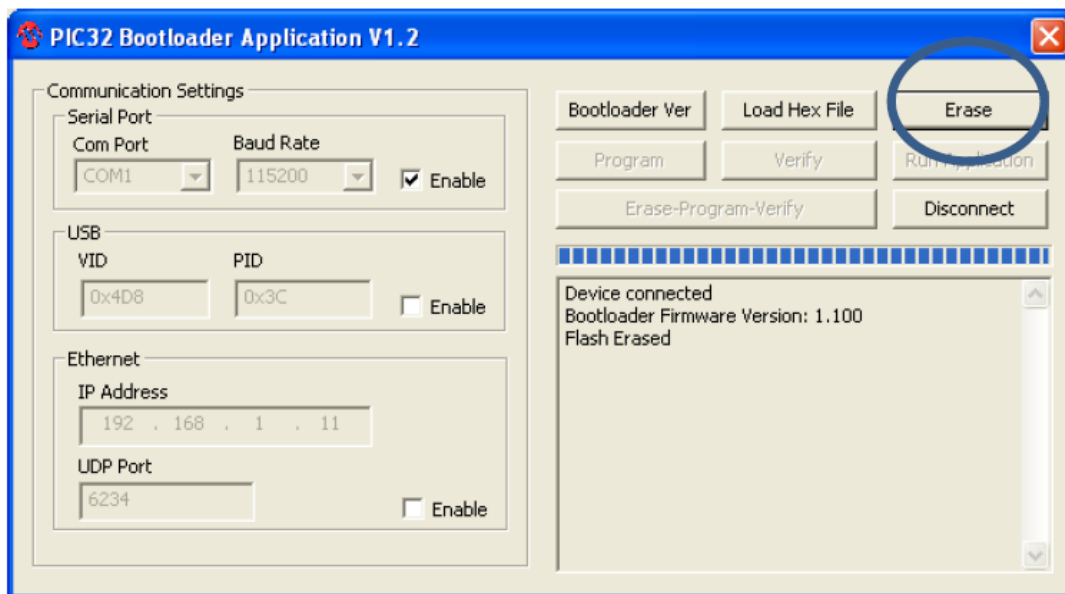 PIC32 Bootloader Application V1.2
Communication Settings
Serial Port
Com Port Baud Rate
COM1 115200 Enable
USB
VID PID
0x4D8 0x3C Enable
Ethernet
IP Address
192 . 168 . 1 . 11
UDP Port
6234 Enable
Bootloader Ver Load Hex File Erase
Program Verify Run Application
Erase-Program-Verify Disconnect
Device connected
Bootloader Firmware Version: 1.100
Flash Erased